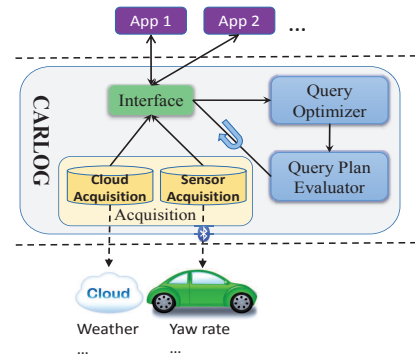 App 1
App 2
...
CARLOG
Interface
Query
Optimizer
Query Plan
Evaluator
Cloud
Acquisition
Sensor
Acquisition
Acquisition
Cloud
Weather
...
Yaw rate
...